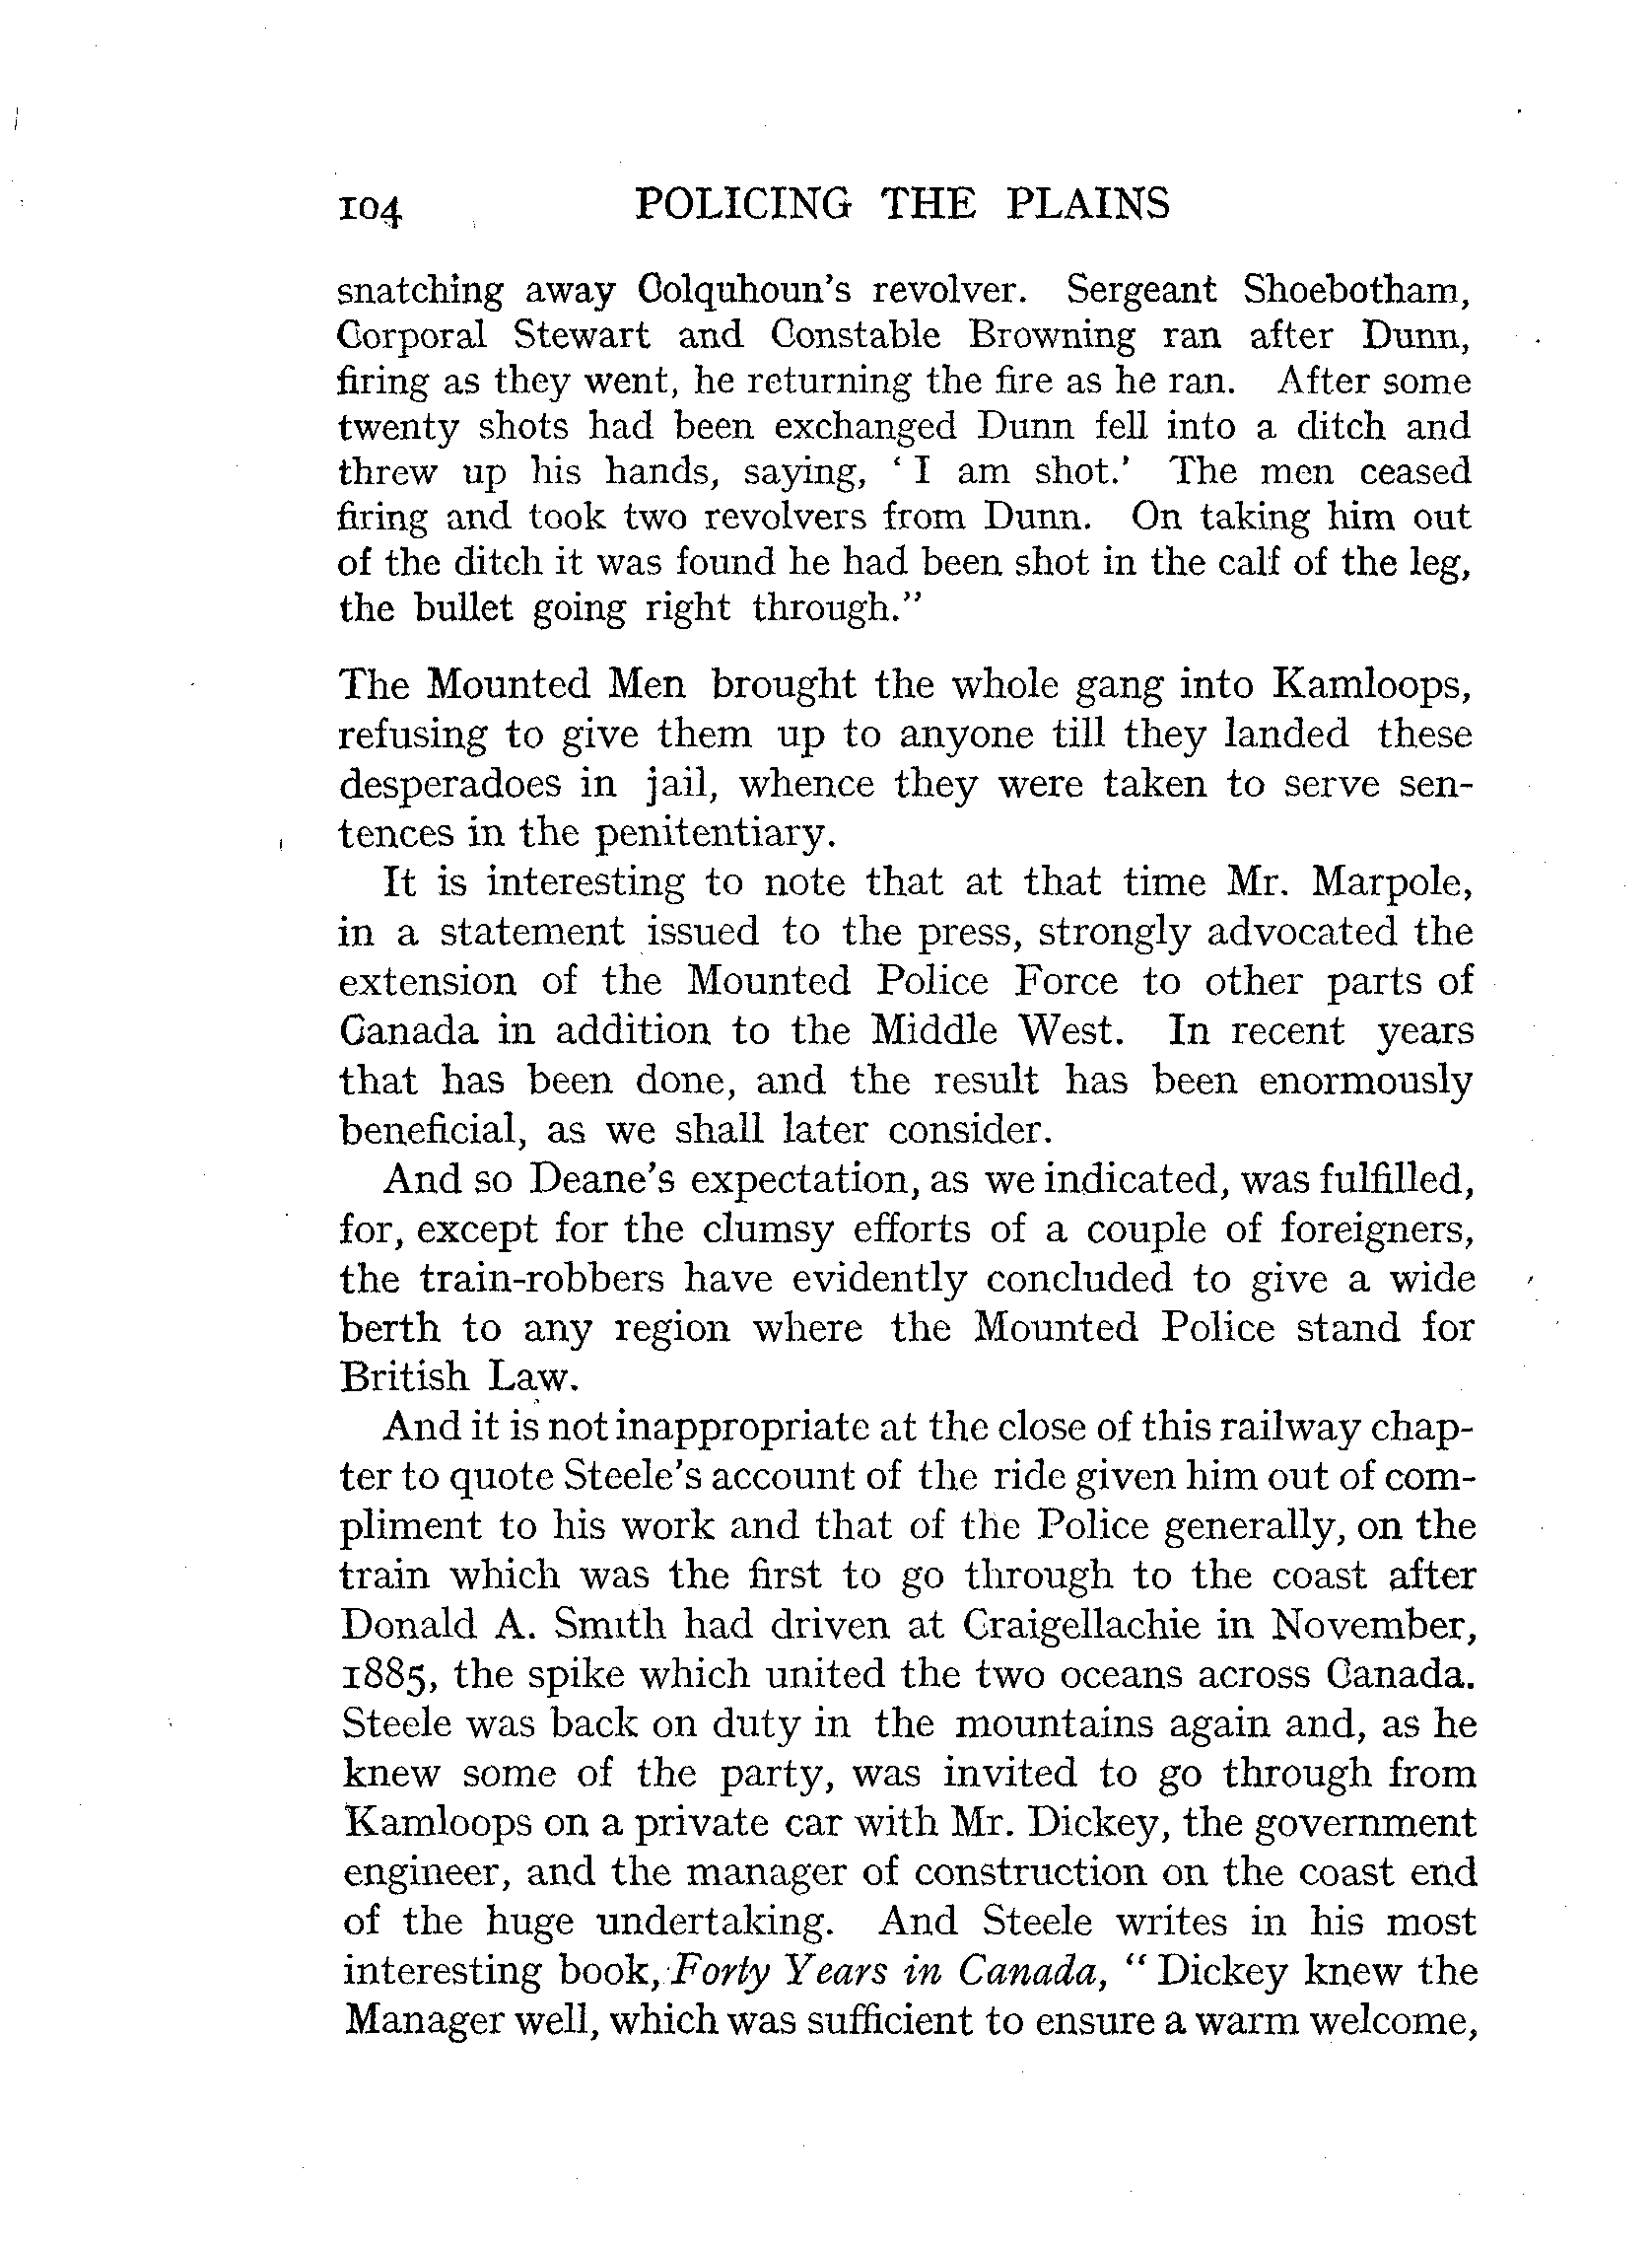 104 POLICING THE PLAINS
snatching away Colquhoun's revolver. Sergeant Shoebotham,
Corporal Stewart and Constable Browning ran after Dunn,
firing as they went, he returning the fire as he ran. After some
twenty shots had been exchanged Dunn fell into a ditch and
threw up his hands, saying, ' I am shot.' The men ceased
firing and took two revolvers from Dunn. On taking him out
of the ditch it was found he had been shot in the calf of the leg,
the bullet going right through."
The Mounted Men brought the whole gang into Kamloops,
refusing to give them up to anyone till they landed these
desperadoes in jail, whence they were taken to serve sen-
tences in the penitentiary.
It is interesting to note that at that time Mr. Marpole,
in a statement issued to the press, strongly advocated the
extension of the Mounted Police Force to other parts of
Canada in addition to the Middle West. In recent years
that has been done, and the result has been enormously
beneficial, as we shall later consider.
And so Deane's expectation, as we indicated, was fulfilled,
for, except for the clumsy efforts of a couple of foreigners,
the train-robbers have evidently concluded to give a wide
berth to any region where the Mounted Police stand for
British Law.
And it is not inappropriate at the close of this railway chap-
ter to quote Steele's account of the ride given him out of com-
pliment to his work and that of the Police generally, on the
train which was the first to go through to the coast after
Donald A. Smith had driven at Craigellachie in November,
1885, the spike which united the two oceans across Canada.
Steele was back on duty in the mountains again and, as he
knew some of the party, was invited to go through from
Kamloops on a private car with Mr. Dickey, the government
engineer, and the manager of construction on the coast end
of the huge undertaking. And Steele writes in his most
interesting book, Forty Years in Canada, " Dickey knew the
Manager well, which was sufficient to ensure a warm welcome,